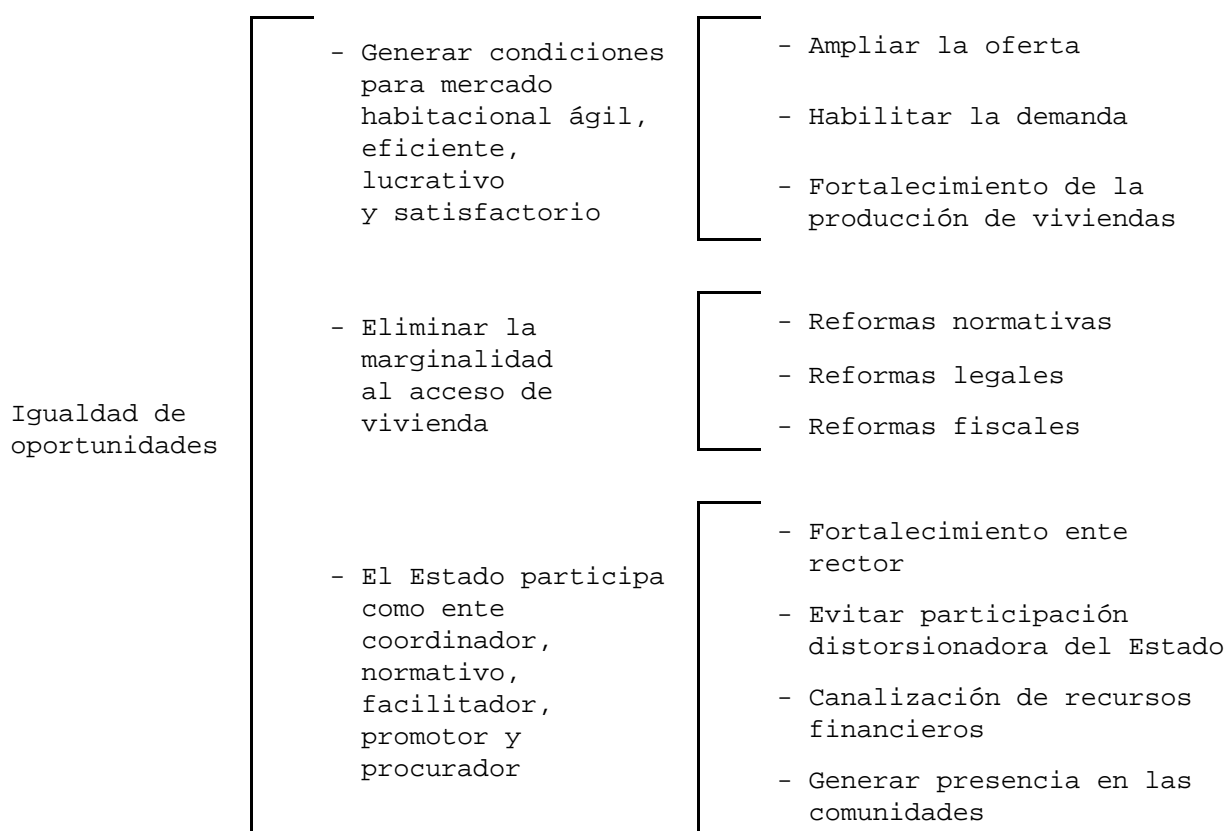 Igualdad de
oportunidades
- Generar condiciones
para mercado
habitacional ágil,
eficiente,
lucrativo
y satisfactorio
- Ampliar la oferta
- Habilitar la demanda
- Fortalecimiento de la
producción de viviendas
- Eliminar la
marginalidad
al acceso de
vivienda
- Reformas normativas
- Reformas legales
- Reformas fiscales
- El Estado participa
como ente
coordinador,
normativo,
facilitador,
promotor y
procurador
- Fortalecimiento ente
rector
- Evitar participación
distorsionadora del Estado
- Canalización de recursos
financieros
- Generar presencia en las
comunidades